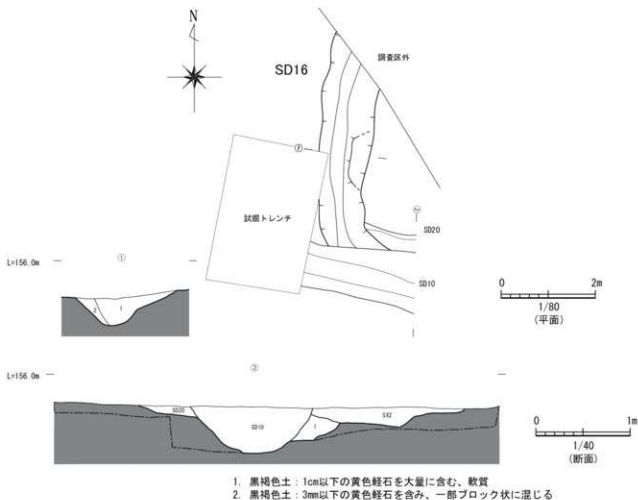 N
SD16
調査区外
試掘トレンチ
SD20
SD10
L=156.0m
①
2
1
0
2m
1/80
(平面)
②
L=156.0m
SD20
SD10
1
SX2
0
1m
1/40
(断面)
1. 黒褐色土：1cm以下の黄色軽石を大量に含む、軟質
2. 黒褐色土：3mm以下の黄色軽石を含み、一部ブロック状に混じる